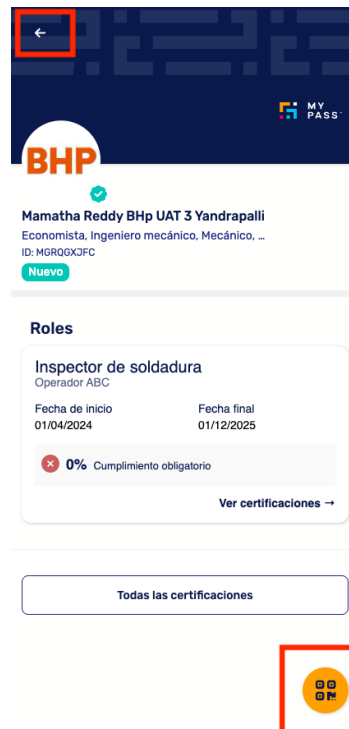 ←
MY
PASS
BHP
Mamatha Reddy BHp UAT 3 Yandrapalli
Economista, Ingeniero mecánico, Mecánico, ...
ID: MGRQGXJFC
Nuevo
Roles
Inspector de soldadura
Operador ABC
Fecha de inicio Fecha final
01/04/2024 01/12/2025
0% Cumplimiento obligatorio
Ver certificaciones →
Todas las certificaciones